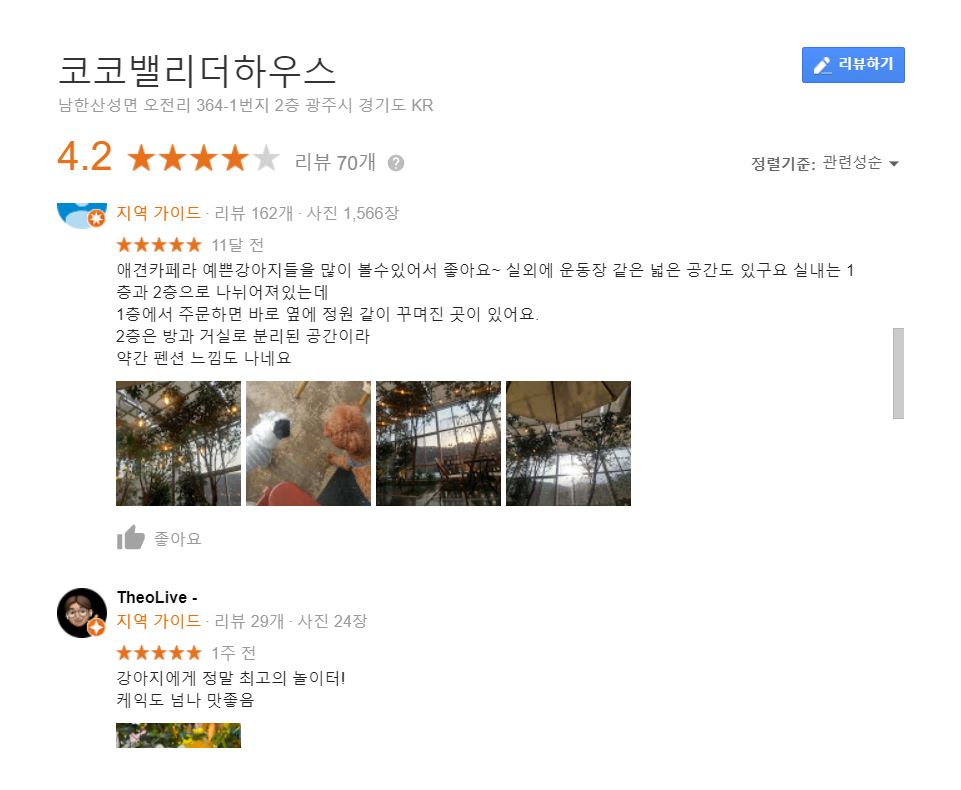 코코밸리더하우스
리뷰하기
남한산성면 오전리 364-1번지 2층 광주시 경기도 KR
4.2 리뷰 70개 ?
정렬기준: 관련성순
지역 가이드 · 리뷰 162개 · 사진 1,566장
11달 전
애견카페라 예쁜강아지들을 많이 볼수있어서 좋아요~ 실외에 운동장 같은 넓은 공간도 있구요 실내는 1
층과 2층으로 나뉘어져있는데
1층에서 주문하면 바로 옆에 정원 같이 꾸며진 곳이 있어요.
2층은 방과 거실로 분리된 공간이라
약간 펜션 느낌도 나네요
좋아요
TheoLive -
지역 가이드 · 리뷰 29개 · 사진 24장
1주 전
강아지에게 정말 최고의 놀이터!
케익도 넘나 맛좋음